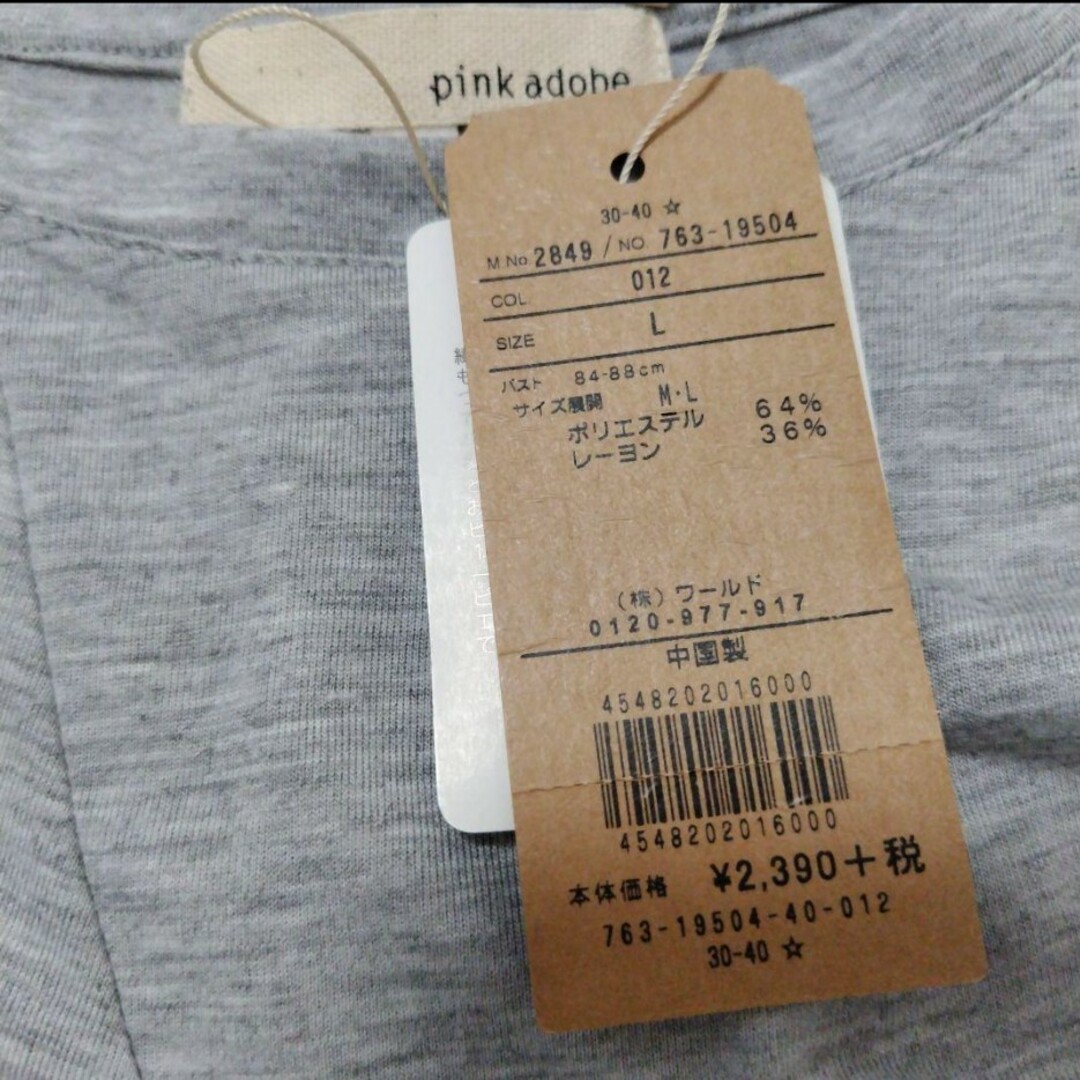 pink adobe
30-40 ☆
M.No. 2849 / NO. 763-19504
COL 012
SIZE L
バスト 84-88cm
サイズ展開 M・L
ポリエステル 64%
レーヨン 36%
(株) ワールド
0120-977-917
中国製
4548202016000
4548202016000
本体価格 ¥2,390+税
763-19504-40-012
30-40 ☆